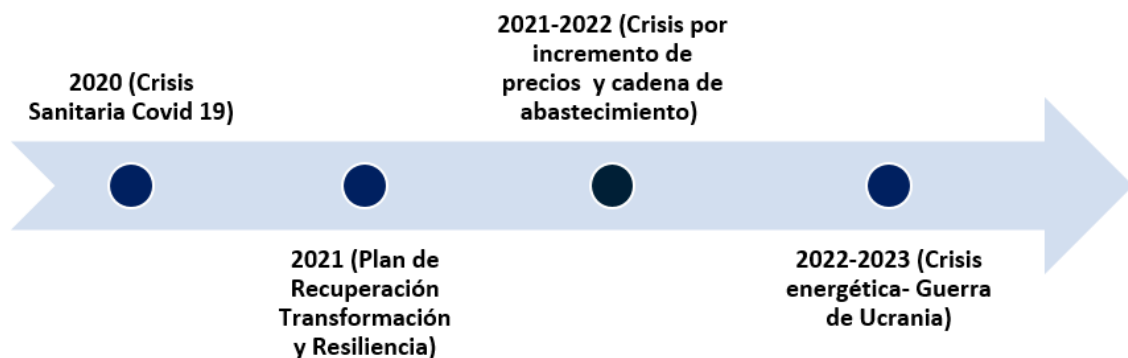 2020 (Crisis
Sanitaria Covid 19)
2021 (Plan de
Recuperación
Transformación
y Resiliencia)
2021-2022 (Crisis por
incremento de
precios  y cadena de
abastecimiento)
2022-2023 (Crisis
energética- Guerra
de Ucrania)